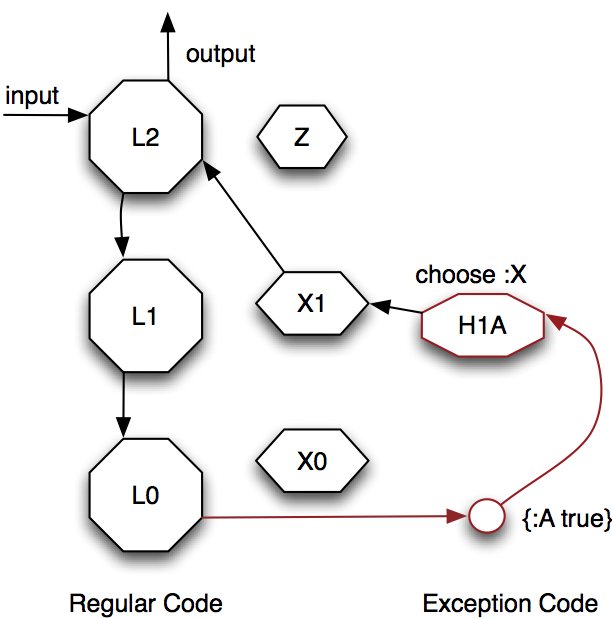 output
input
L2
Z
choose :X
X1
H1A
L1
X0
L0
{:A true}
Regular Code
Exception Code